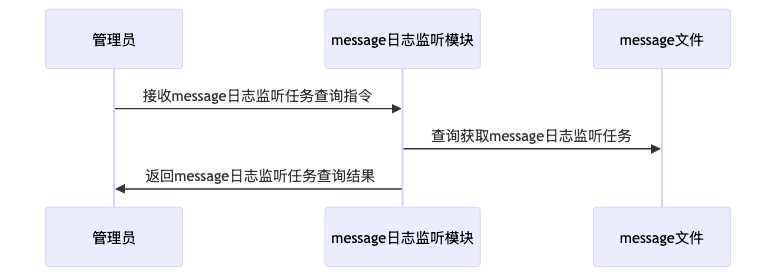 管理员
message日志监听模块
message文件
接收message日志监听任务查询指令
查询获取message日志监听任务
返回message日志监听任务查询结果
管理员
message日志监听模块
message文件